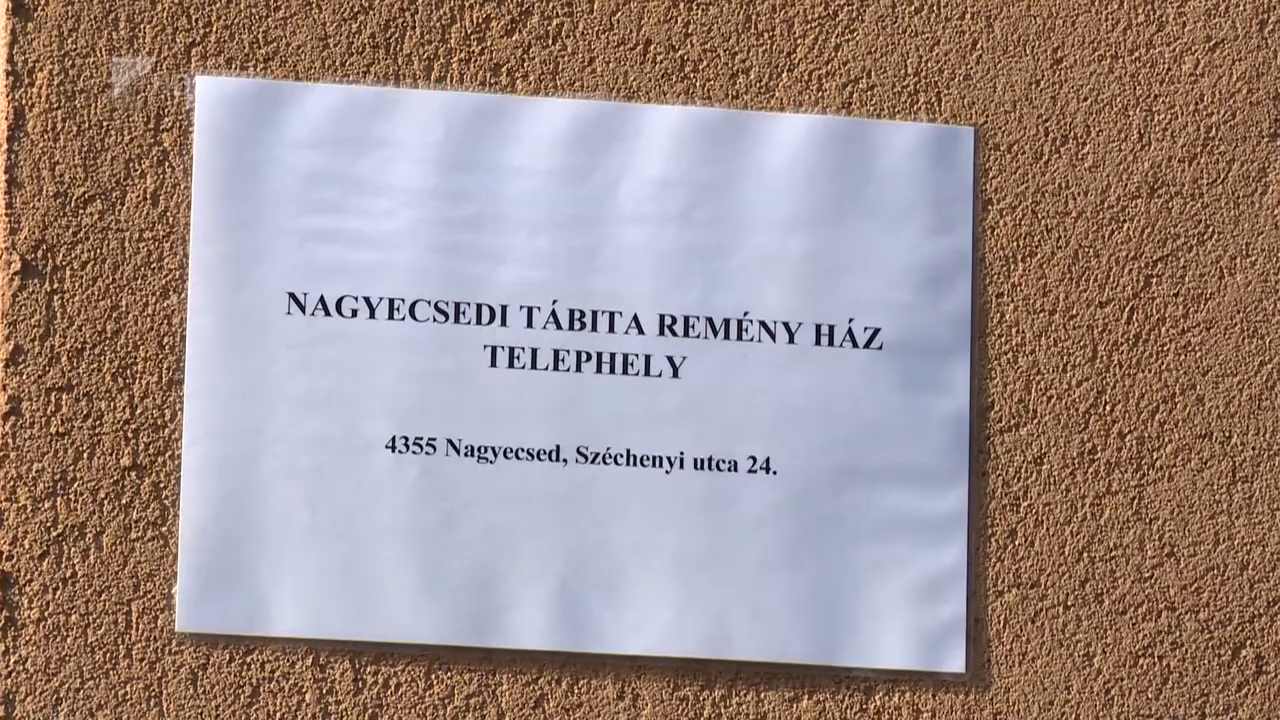 NAGYECSEDI TÁBITA REMÉNY HÁZ
TELEPHELY
4355 Nagyecsed, Széchenyi utca 24.